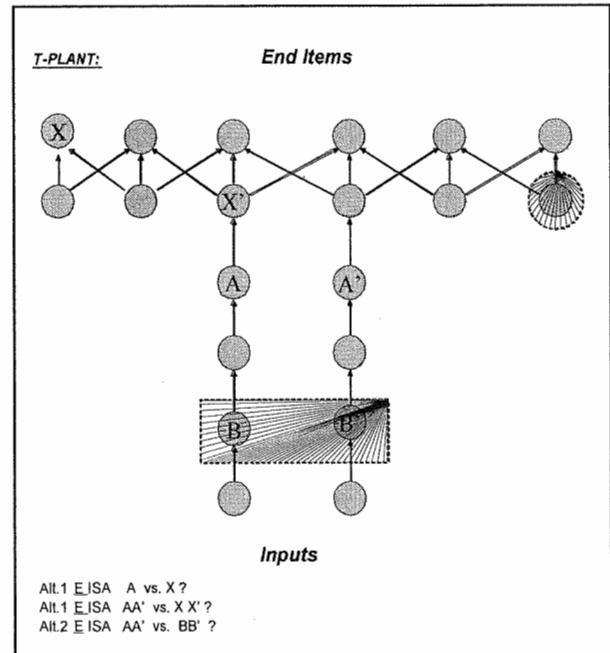 T-PLANT:
End Items
X
X'
A A'
B B'
Inputs
Alt.1 E ISA A vs. X ?
Alt.1 E ISA AA' vs. X X' ?
Alt.2 E ISA AA' vs. BB' ?